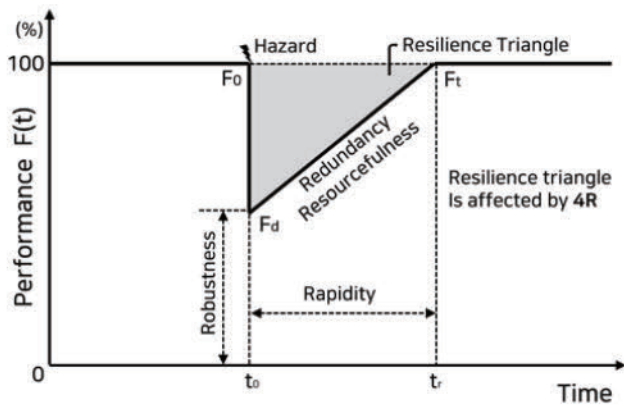 (%)
Hazard
Resilience Triangle
100
F₀
Fₜ
Performance F(t)
Redundancy
Resourcefulness
Resilience triangle
Is affected by 4R
F_d
Robustness
Rapidity
0
t₀
tᵣ
Time